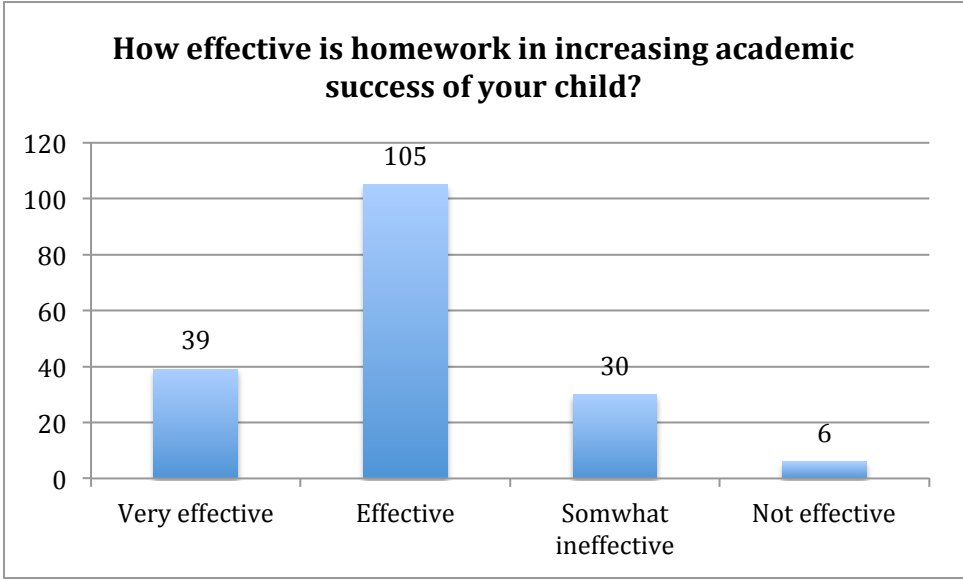 How effective is homework in increasing academic
success of your child?
120
100
80
60
40
20
0
39
105
30
6
Very effective
Effective
Somwhat
ineffective
Not effective